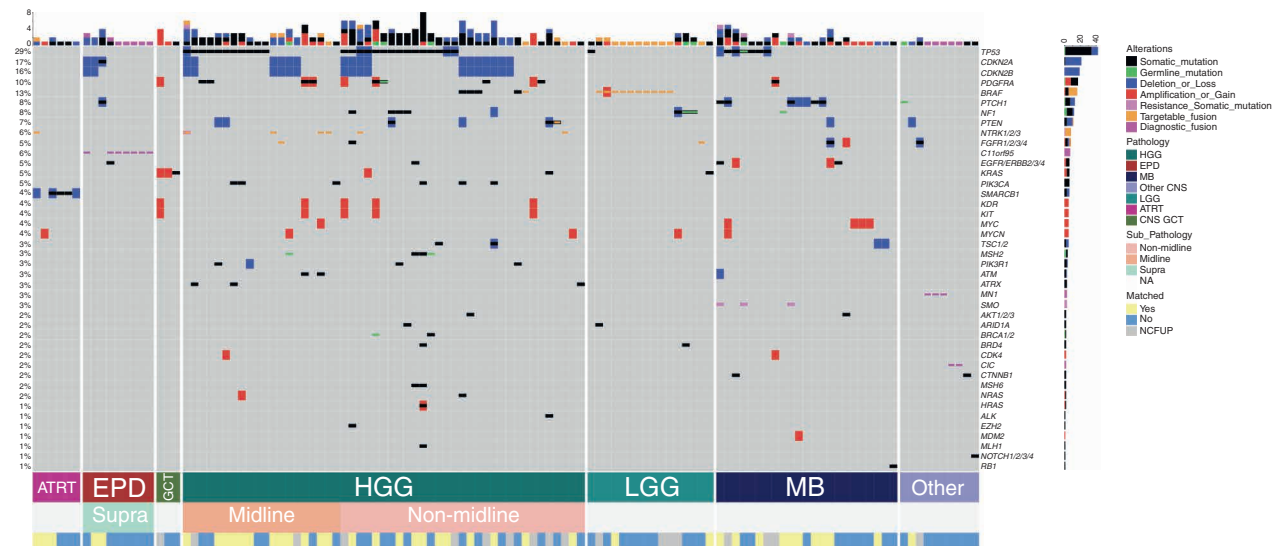 8
4
0
0 20 40
29% TP53
17% CDKN2A
16% CDKN2B
10% PDGFRA
13% BRAF
8% PTCH1
8% NF1
7% PTEN
6% NTRK1/2/3
5% FGFR1/2/3/4
6% C11orf95
5% EGFR/ERBB2/3/4
5% KRAS
5% PIK3CA
4% SMARCB1
4% KDR
4% KIT
4% MYC
4% MYCN
3% TSC1/2
3% MSH2
3% PIK3R1
3% ATM
3% ATRX
3% MN1
3% SMO
2% AKT1/2/3
2% ARID1A
2% BRCA1/2
2% BRD4
2% CDK4
2% CIC
2% CTNNB1
2% MSH6
2% NRAS
1% HRAS
1% ALK
1% EZH2
1% MDM2
1% MLH1
1% NOTCH1/2/3/4
1% RB1
ATRT EPD GCT HGG LGG MB Other
Supra Midline Non-midline
Alterations
Somatic_mutation
Germline_mutation
Deletion_or_Loss
Amplification_or_Gain
Resistance_Somatic_mutation
Targetable_fusion
Diagnostic_fusion
Pathology
HGG
EPD
MB
Other CNS
LGG
ATRT
CNS GCT
Sub_Pathology
Non-midline
Midline
Supra
NA
Matched
Yes
No
NCFUP